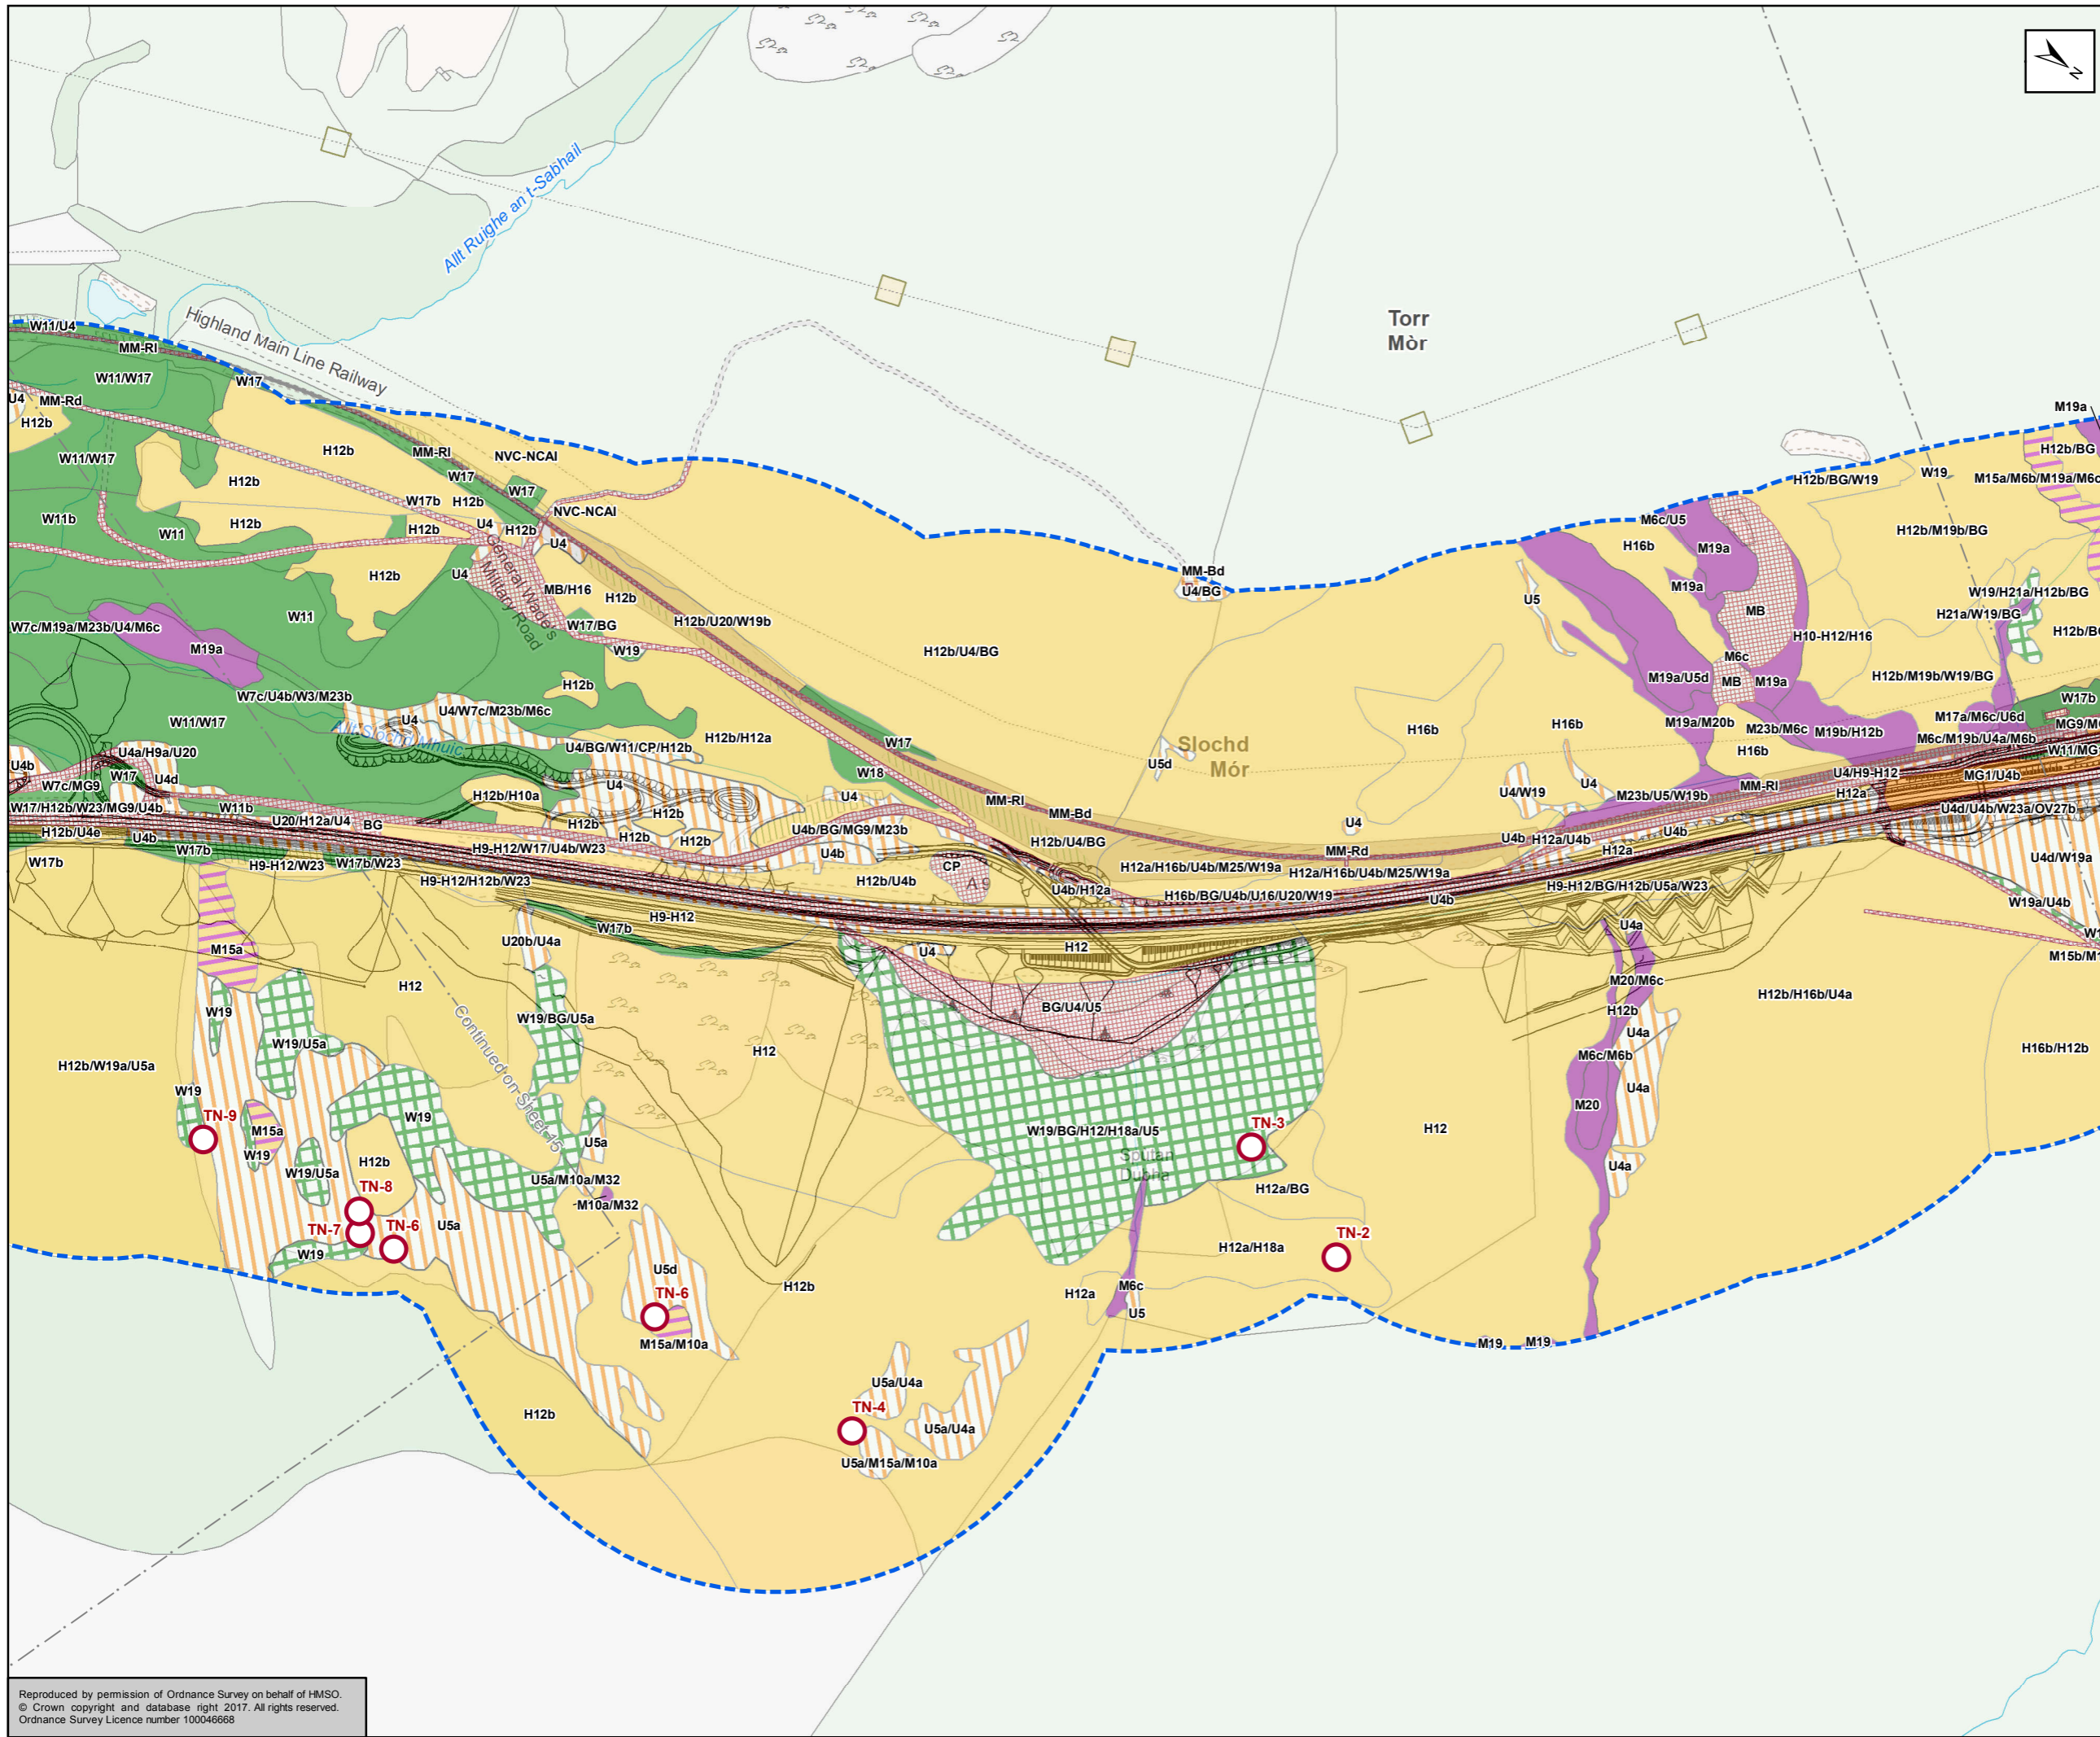 N
Allt Ruighe an t-Sabhail
Torr
Mòr
Highland Main Line Railway
W11/U4
MM-RI
W11/W17
W17
U4
MM-Rd
H12b
M19a
H12b/BG
M15a/M6b/M19a/M6c
H12b
W11/W17
H12b
MM-RI
NVC-NCAI
W17
W17
H12b/BG/W19
W19
W17b
H12b
NVC-NCAI
W11b
W11
H12b
H12b
U4
H12b
U4
M6c/U5
H16b
M19a
H12b/M19b/BG
General Wade's
Military Road
H12b
U4
MB/H16
H12b
MM-Bd
U4/BG
U5
M19a
MB
W19/H21a/H12b/BG
H21a/W19/BG
W7c/M19a/M23b/U4/M6c
W11
W17/BG
H12b/U20/W19b
H10-H12/H16
M19a
W19
H12b/U4/BG
M6c
M19a/U5d
MB
M19a
H12b/M19b/W19/BG
W7c/U4b/W3/M23b
H12b
W17b
W11/W17
U4
U4/W7c/M23b/M6c
Allt Slochd Mhuic
H12b/H12a
W17
H16b
H16b
M19a/M20b
M23b/M6c
M19b/H12b
M17a/M6c/U6d
M6c/M19b/U4a/M6b
U4a/H9a/U20
U4/BG/W11/CP/H12b
Slochd
Mór
U5d
H16b
U4b
W17
U4d
W7c/MG9
W18
U4
U4/W19
U4
U4/H9-H12
MG1/U4b
W17/H12b/W23/MG9/U4b
W11b
H12b/H10a
H12b
U4
MM-RI
M23b/U5/W19b
MM-RI
H12a
U4d/U4b/W23a/OV27b
U20/H12a/U4
BG
H12b
MM-Bd
U4
H12b/U4e
U4b
H12b
H12b
U4b/BG/MG9/M23b
H12b/U4/BG
MM-Rd
U4b
H12a/U4b
U4b
H12a
W17b
W17b
H9-H12/W23
W17b/W23
H9-H12/W17/U4b/W23
U4b
CP
A 9
H12a/H16b/U4b/M25/W19a
H12a/H16b/U4b/M25/W19a
U4d/W19a
H9-H12/H12b/W23
H12b/U4b
U4b/H12a
H16b/BG/U4b/U16/U20/W19
U4b
H9-H12/BG/H12b/U5a/W23
W19a/U4b
H9-H12
W17b
U4a
M15a
U20b/U4a
U4
H12
H12
M20/M6c
H12b/H16b/U4a
W19
W19/BG/U5a
BG/U4/U5
H12b
U4a
W19/U5a
H12
H16b/H12b
H12b/W19a/U5a
Continued on Sheet 15
M6c/M6b
U4a
W19
W19
TN-9
M15a
W19
M20
TN-3
W19/BG/H12/H18a/U5
H12
U5a
Sputan
Dubha
U4a
H12b
W19/U5a
TN-8
U5a/M10a/M32
M10a/M32
H12a/BG
TN-7
TN-6
U5a
TN-2
W19
H12a/H18a
U5d
TN-6
H12b
M6c
H12a
U5
M15a/M10a
M19
M19
U5a/U4a
TN-4
H12b
U5a/U4a
U5a/M15a/M10a
Reproduced by permission of Ordnance Survey on behalf of HMSO.
© Crown copyright and database right 2017. All rights reserved.
Ordnance Survey Licence number 100046668